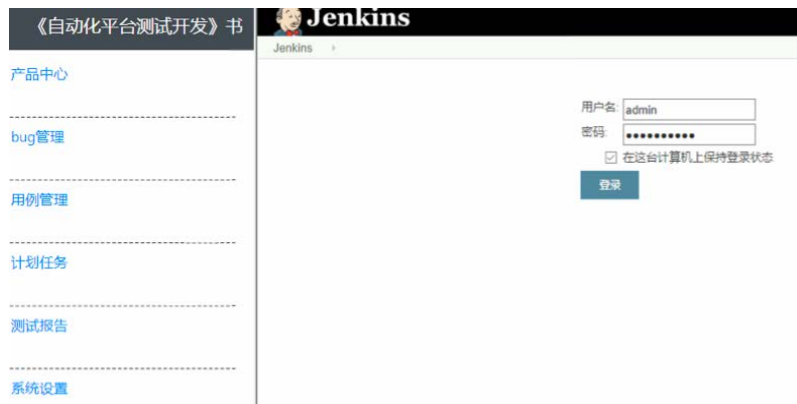 《自动化平台测试开发》书
产品中心
bug管理
用例管理
计划任务
测试报告
系统设置
Jenkins
Jenkins
用户名:
admin
密码:
••••••••••
在这台计算机上保持登录状态
登录